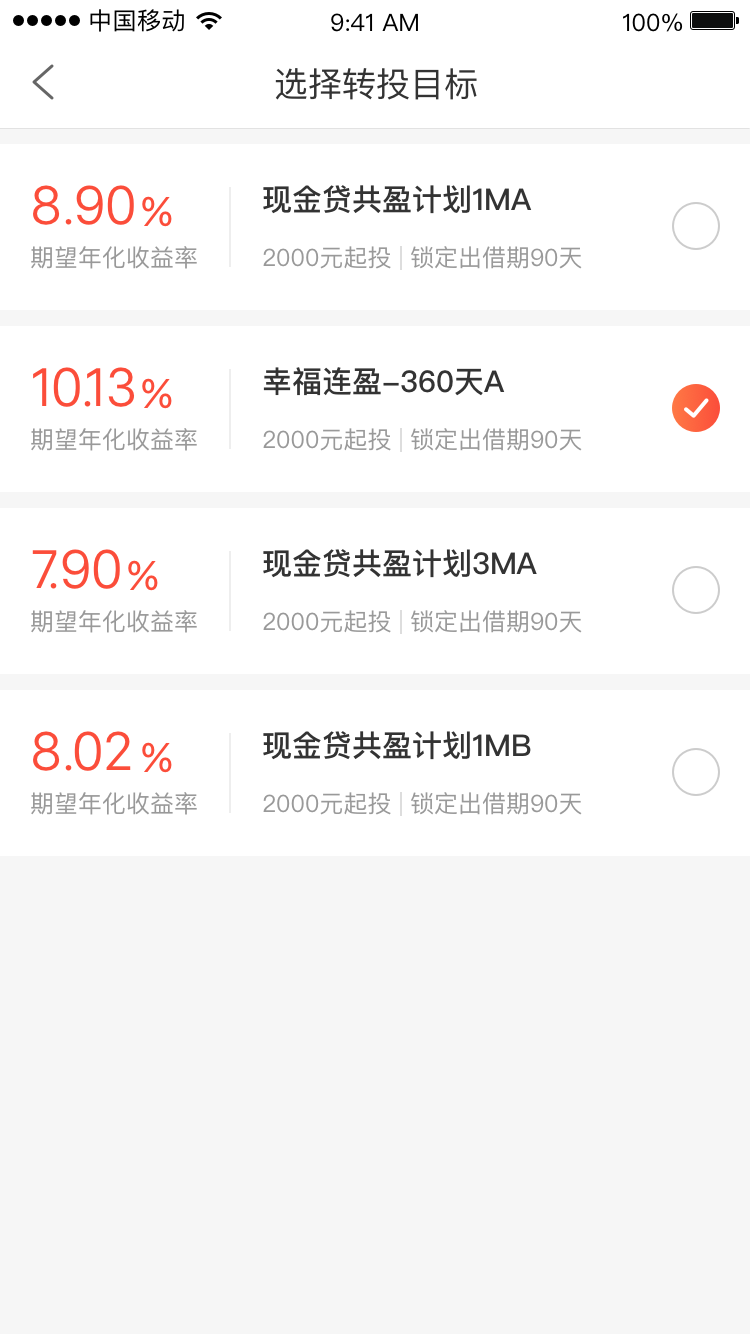 中国移动 9:41 AM 100%
选择转投目标
8.90% 现金贷共盈计划1MA
期望年化收益率 2000元起投 | 锁定出借期90天
10.13% 幸福连盈-360天A
期望年化收益率 2000元起投 | 锁定出借期90天
7.90% 现金贷共盈计划3MA
期望年化收益率 2000元起投 | 锁定出借期90天
8.02% 现金贷共盈计划1MB
期望年化收益率 2000元起投 | 锁定出借期90天